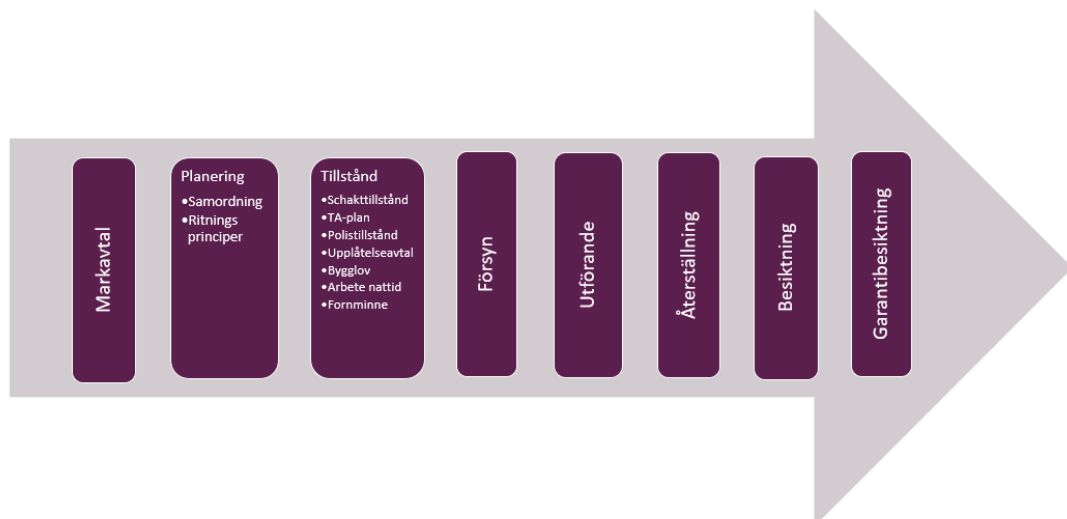 Markavtal
Planering
•Samordning
•Ritnings
principer
Tillstånd
•Schakttillstånd
•TA-plan
•Polistillstånd
•Upplåtelseavtal
•Bygglov
•Arbete nattid
•Fornminne
Försyn
Utförande
Återställning
Besiktning
Garantibesiktning